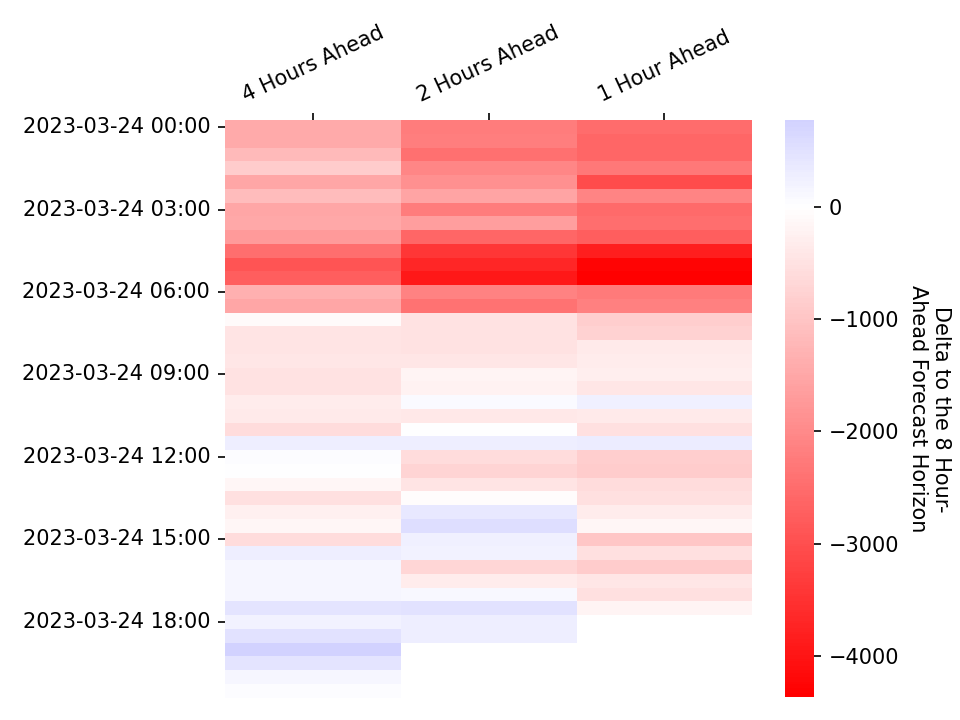 4 Hours Ahead
2 Hours Ahead
1 Hour Ahead
2023-03-24 00:00
2023-03-24 03:00
2023-03-24 06:00
2023-03-24 09:00
2023-03-24 12:00
2023-03-24 15:00
2023-03-24 18:00
0
−1000
−2000
−3000
−4000
Delta to the 8 Hour-
Ahead Forecast Horizon